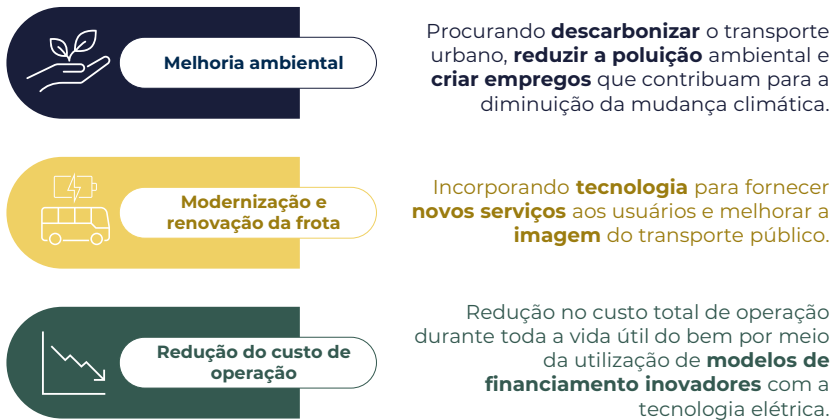 Melhoria ambiental
Procurando descarbonizar o transporte
urbano, reduzir a poluição ambiental e
criar empregos que contribuam para a
diminuição da mudança climática.
Modernização e
renovação da frota
Incorporando tecnologia para fornecer
novos serviços aos usuários e melhorar a
imagem do transporte público.
Redução do custo de
operação
Redução no custo total de operação
durante toda a vida útil do bem por meio
da utilização de modelos de
financiamento inovadores com a
tecnologia elétrica.